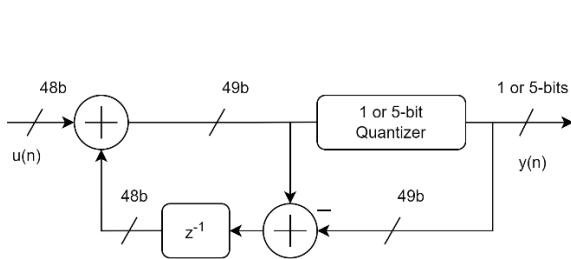 48b
49b
1 or 5-bits
1 or 5-bit
Quantizer
u(n)
y(n)
48b
49b
z-1